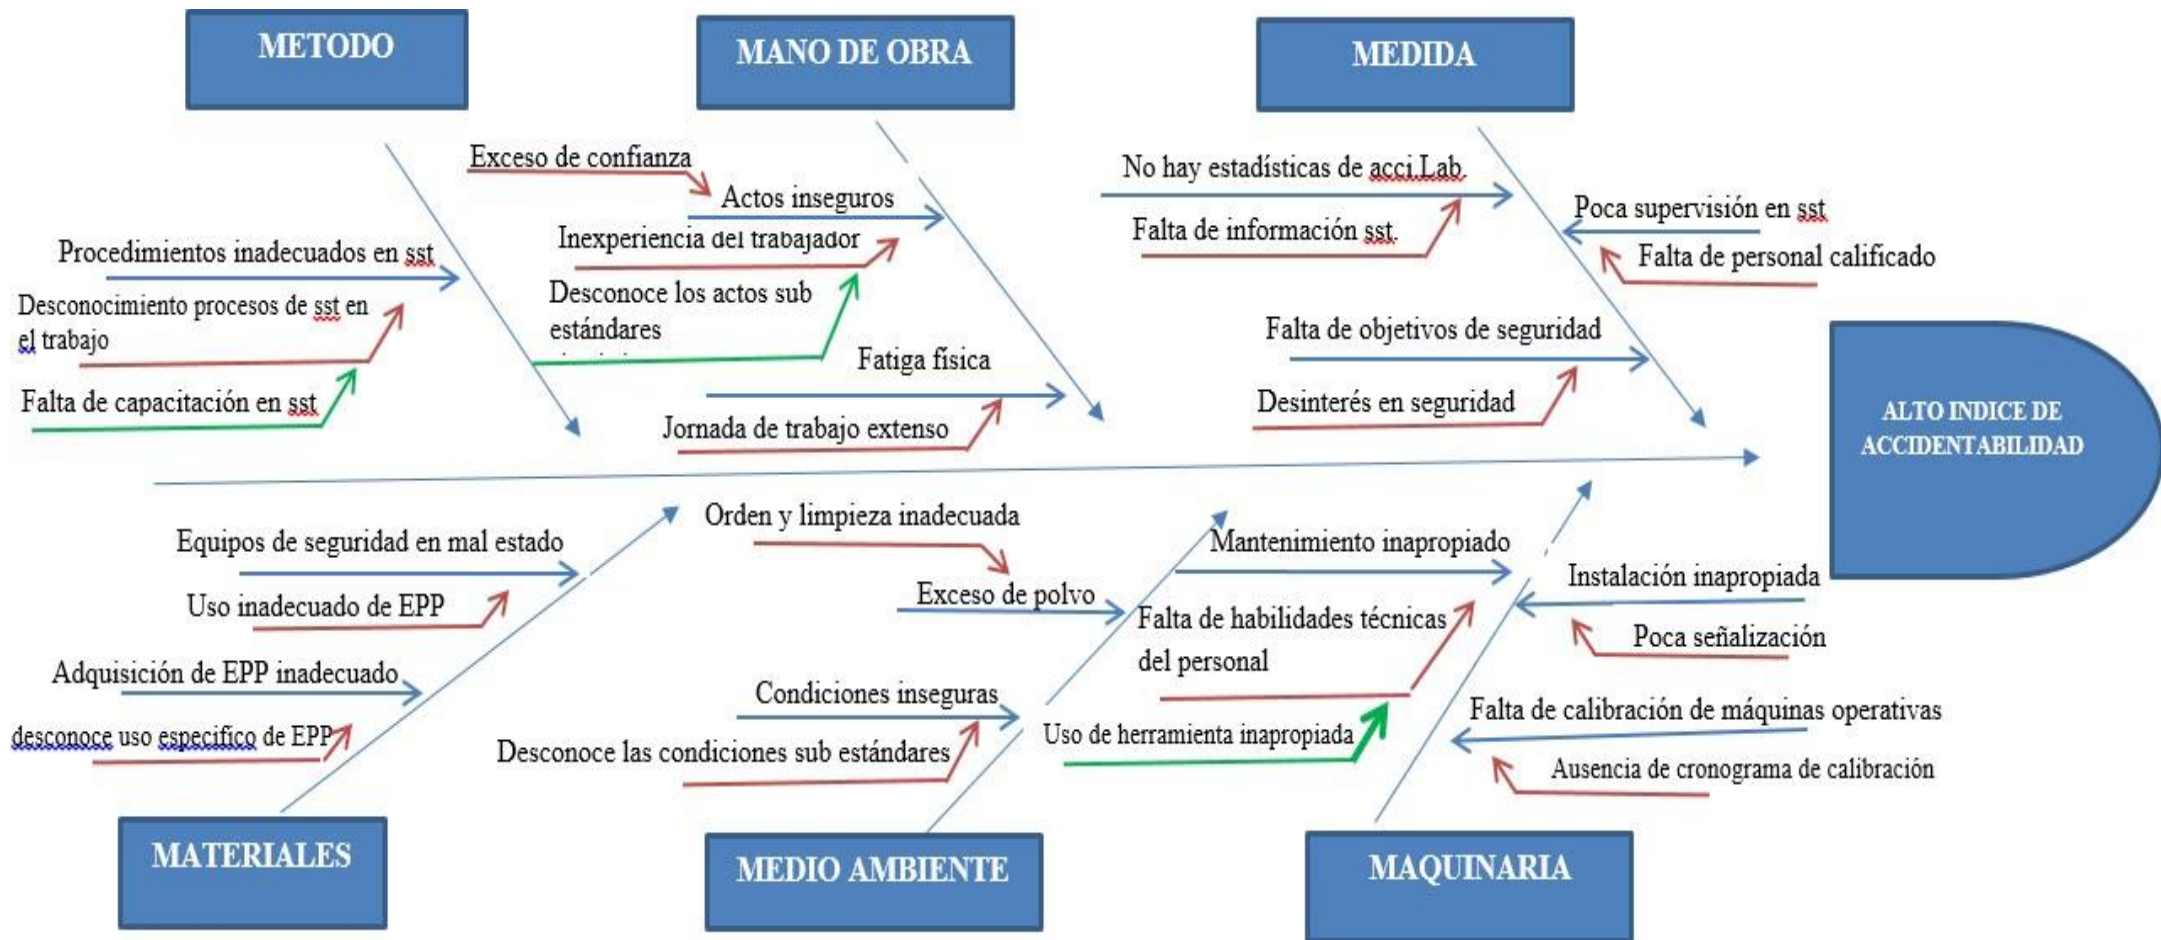 METODO
MANO DE OBRA
MEDIDA
Exceso de confianza
Actos inseguros
Inexperiencia del trabajador
Desconoce los actos sub
estándares
Fatiga física
Jornada de trabajo extenso
Procedimientos inadecuados en sst
Desconocimiento procesos de sst en
el trabajo
Falta de capacitación en sst
No hay estadísticas de acci.Lab.
Falta de información sst.
Poca supervisión en sst
Falta de personal calificado
Falta de objetivos de seguridad
Desinterés en seguridad
ALTO INDICE DE
ACCIDENTABILIDAD
Equipos de seguridad en mal estado
Uso inadecuado de EPP
Adquisición de EPP inadecuado
desconoce uso especifico de EPP
Orden y limpieza inadecuada
Exceso de polvo
Condiciones inseguras
Desconoce las condiciones sub estándares
Mantenimiento inapropiado
Falta de habilidades técnicas
del personal
Uso de herramienta inapropiada
Instalación inapropiada
Poca señalización
Falta de calibración de máquinas operativas
Ausencia de cronograma de calibración
MATERIALES
MEDIO AMBIENTE
MAQUINARIA